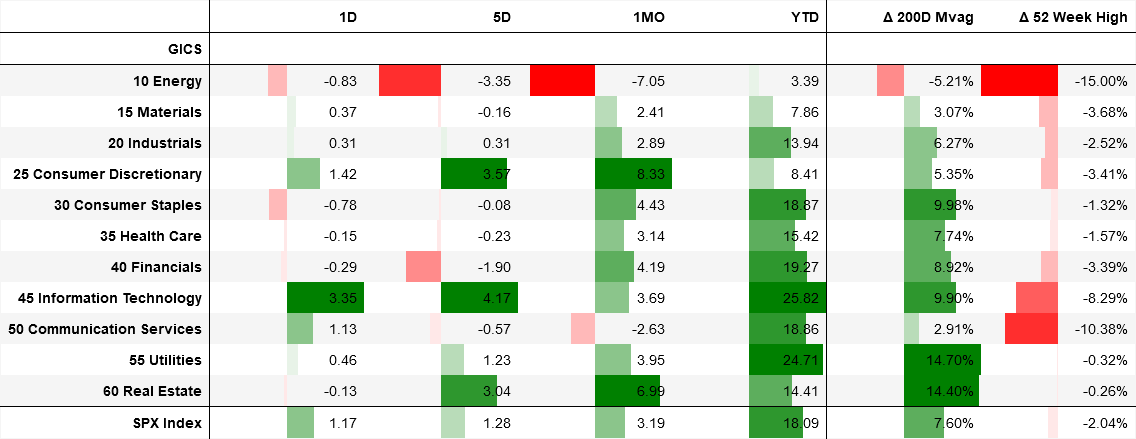 1D 5D 1MO YTD Δ 200D Mvag Δ 52 Week High
GICS
10 Energy -0.83 -3.35 -7.05 3.39 -5.21% -15.00%
15 Materials 0.37 -0.16 2.41 7.86 3.07% -3.68%
20 Industrials 0.31 0.31 2.89 13.94 6.27% -2.52%
25 Consumer Discretionary 1.42 3.57 8.33 8.41 5.35% -3.41%
30 Consumer Staples -0.78 -0.08 4.43 18.87 9.98% -1.32%
35 Health Care -0.15 -0.23 3.14 15.42 7.74% -1.57%
40 Financials -0.29 -1.90 4.19 19.27 8.92% -3.39%
45 Information Technology 3.35 4.17 3.69 25.82 9.90% -8.29%
50 Communication Services 1.13 -0.57 -2.63 18.86 2.91% -10.38%
55 Utilities 0.46 1.23 3.95 24.71 14.70% -0.32%
60 Real Estate -0.13 3.04 6.99 14.41 14.40% -0.26%
SPX Index 1.17 1.28 3.19 18.09 7.60% -2.04%